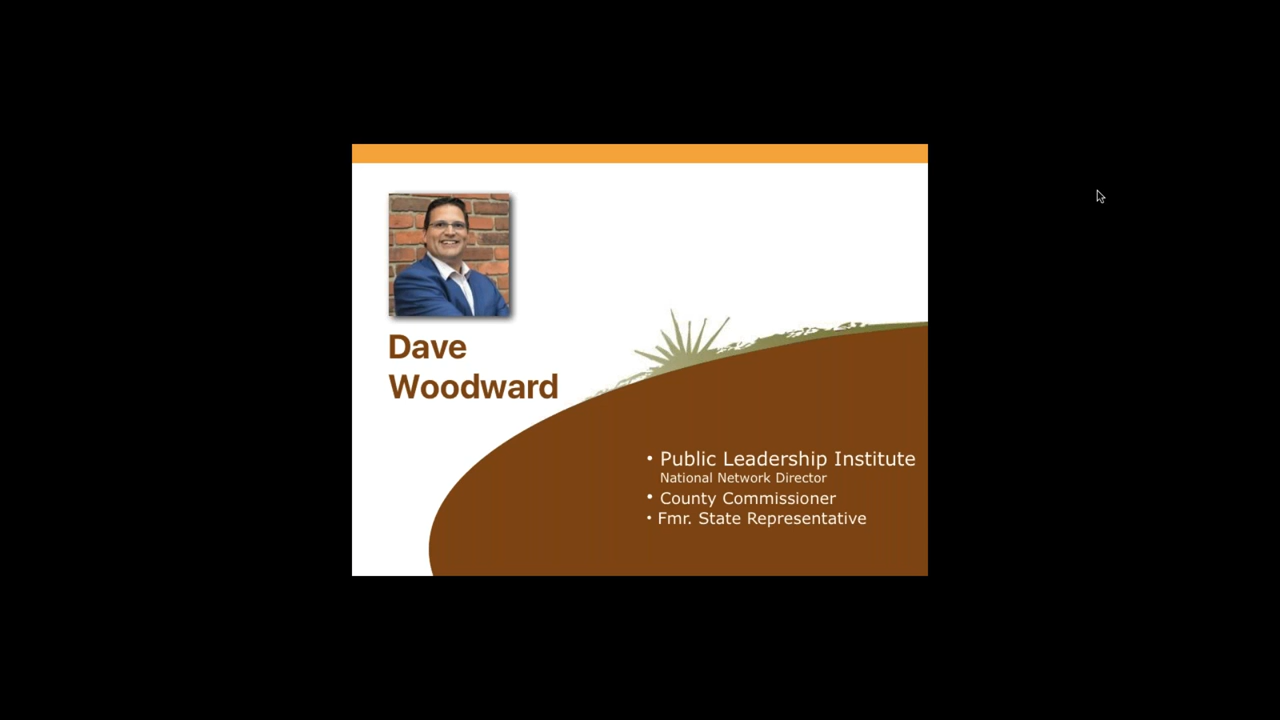 Dave
Woodward
• Public Leadership Institute
National Network Director
• County Commissioner
• Fmr. State Representative